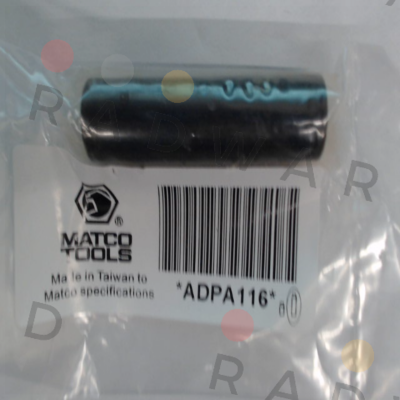 MATCO
TOOLS
®
Made in Taiwan to
Matco specifications
*ADPA116*